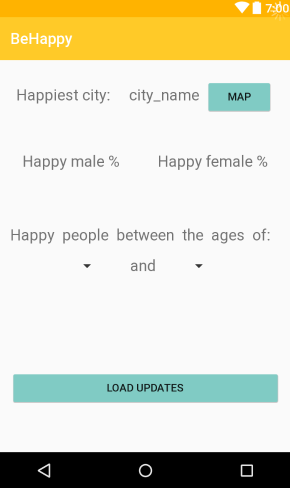 7:00
BeHappy
Happiest city: city_name MAP
Happy male % Happy female %
Happy people between the ages of:
and
LOAD UPDATES